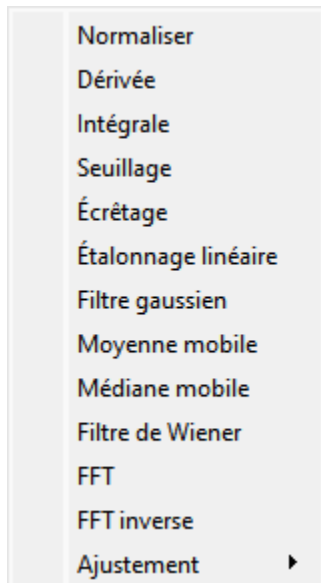 Normaliser
Dérivée
Intégrale
Seuillage
Écrêtage
Étalonnage linéaire
Filtre gaussien
Moyenne mobile
Médiane mobile
Filtre de Wiener
FFT
FFT inverse
Ajustement